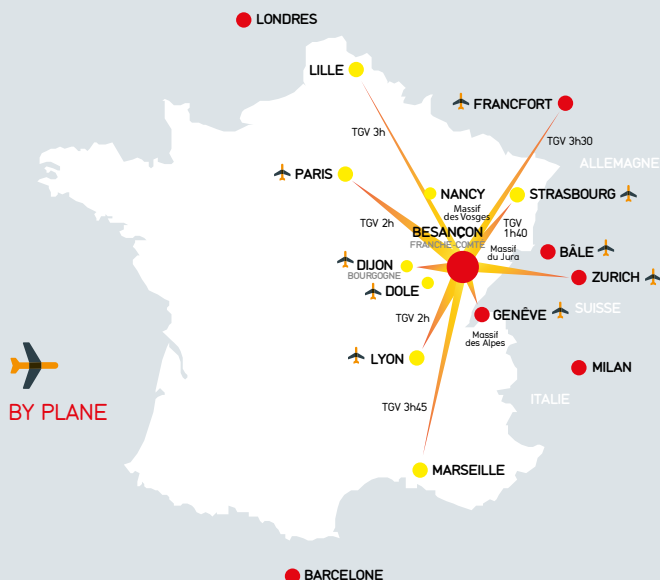 LONDRES
LILLE
FRANCFORT
TGV 3h
TGV 3h30
ALLEMAGNE
PARIS
NANCY
STRASBOURG
Massif
des Vosges
TGV 2h
TGV
1h40
BESANÇON
FRANCHE-COMTÉ
Massif
du Jura
BÂLE
DIJON
BOURGOGNE
ZURICH
DOLE
SUISSE
GENÊVE
TGV 2h
Massif
des Alpes
LYON
MILAN
ITALIE
BY PLANE
TGV 3h45
MARSEILLE
BARCELONE